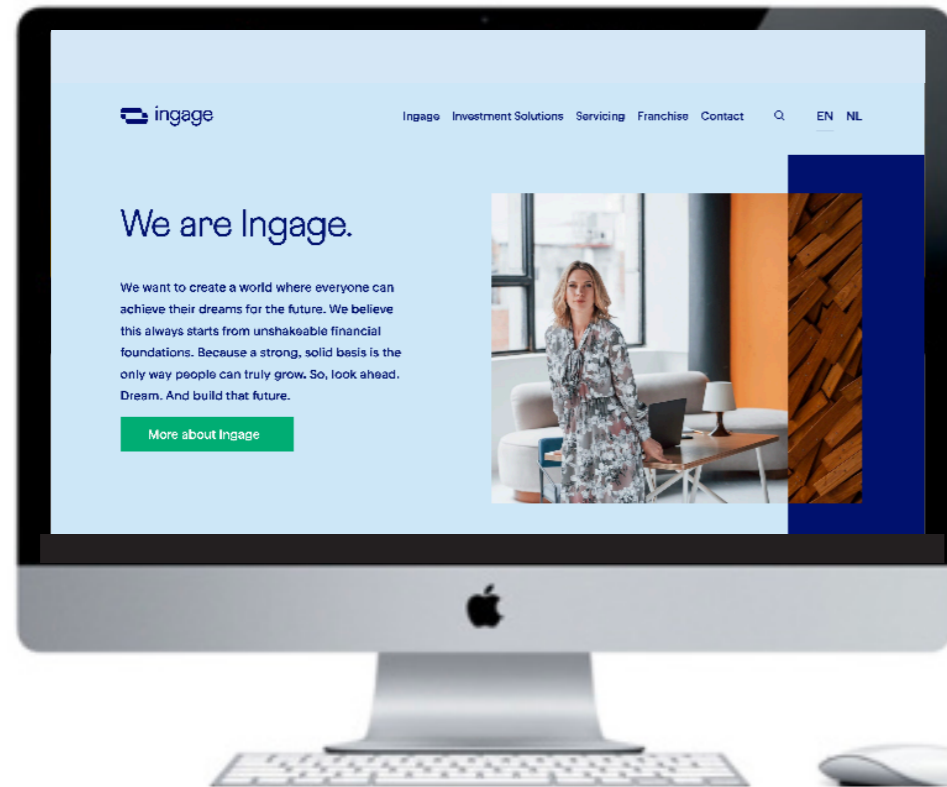 ingage
Ingage Investment Solutions Servicing Franchise Contact EN NL
We are Ingage.
We want to create a world where everyone can
achieve their dreams for the future. We believe
this always starts from unshakeable financial
foundations. Because a strong, solid basis is the
only way people can truly grow. So, look ahead.
Dream. And build that future.
More about Ingage